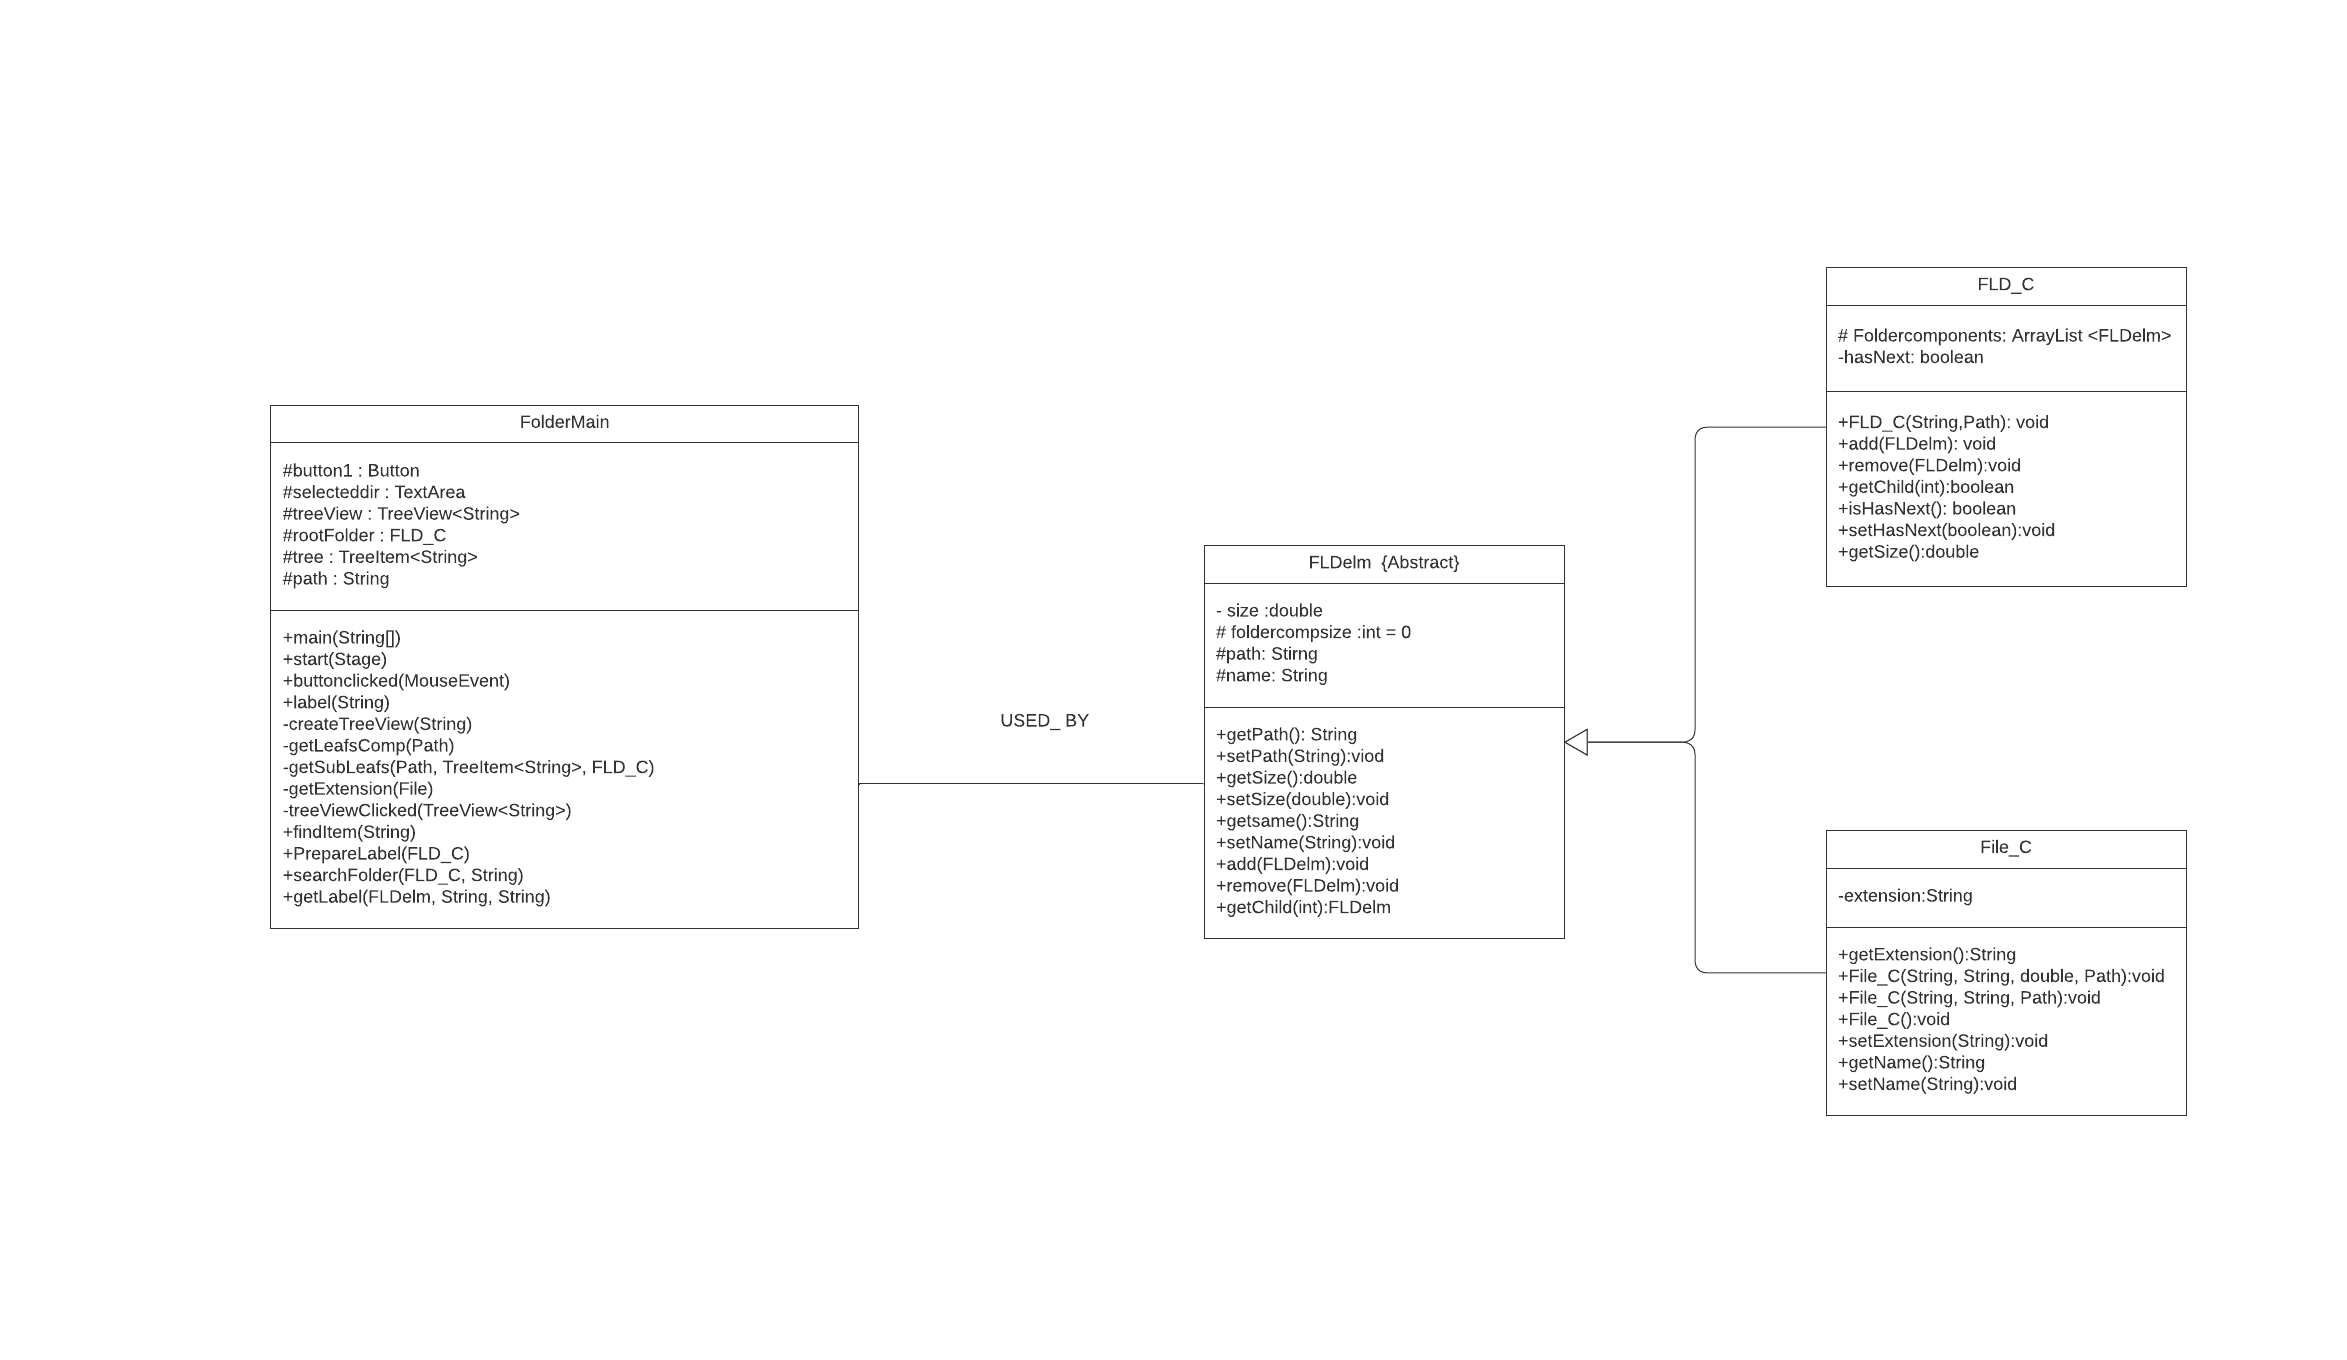 FolderMain
#button1 : Button
#selecteddir : TextArea
#treeView : TreeView<String>
#rootFolder : FLD_C
#tree : TreeItem<String>
#path : String
+main(String[])
+start(Stage)
+buttonclicked(MouseEvent)
+label(String)
-createTreeView(String)
-getLeafsComp(Path)
-getSubLeafs(Path, TreeItem<String>, FLD_C)
-getExtension(File)
-treeViewClicked(TreeView<String>)
+findItem(String)
+PrepareLabel(FLD_C)
+searchFolder(FLD_C, String)
+getLabel(FLDelm, String, String)
USED_ BY
FLDelm  {Abstract}
- size :double
# foldercompsize :int = 0
#path: Stirng
#name: String
+getPath(): String
+setPath(String):viod
+getSize():double
+setSize(double):void
+getsame():String
+setName(String):void
+add(FLDelm):void
+remove(FLDelm):void
+getChild(int):FLDelm
FLD_C
# Foldercomponents: ArrayList <FLDelm>
-hasNext: boolean
+FLD_C(String,Path): void
+add(FLDelm): void
+remove(FLDelm):void
+getChild(int):boolean
+isHasNext(): boolean
+setHasNext(boolean):void
+getSize():double
File_C
-extension:String
+getExtension():String
+File_C(String, String, double, Path):void
+File_C(String, String, Path):void
+File_C():void
+setExtension(String):void
+getName():String
+setName(String):void